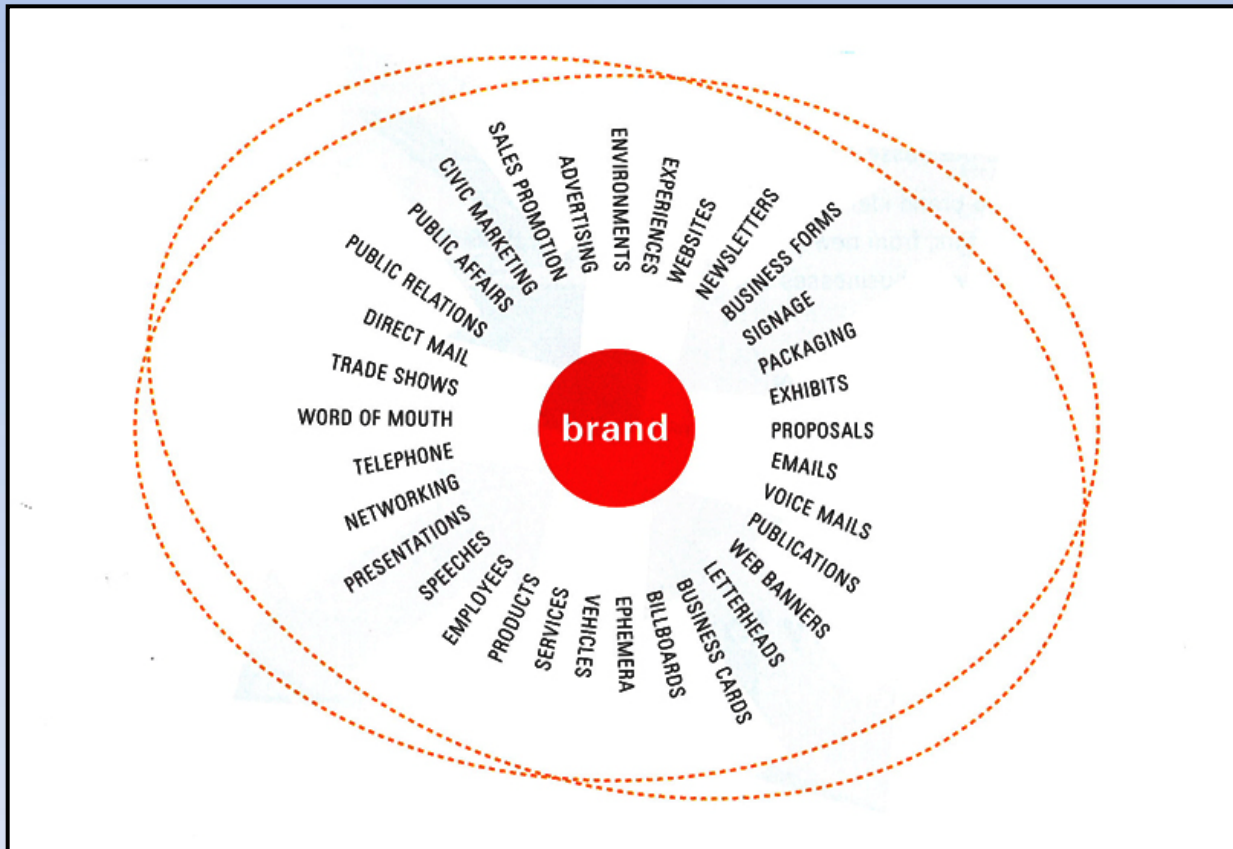 brand
ENVIRONMENTS
EXPERIENCES
WEBSITES
NEWSLETTERS
BUSINESS FORMS
SIGNAGE
PACKAGING
EXHIBITS
PROPOSALS
EMAILS
VOICE MAILS
PUBLICATIONS
WEB BANNERS
LETTERHEADS
BUSINESS CARDS
BILLBOARDS
EPHEMERA
VEHICLES
SERVICES
PRODUCTS
EMPLOYEES
SPEECHES
PRESENTATIONS
NETWORKING
TELEPHONE
WORD OF MOUTH
TRADE SHOWS
DIRECT MAIL
PUBLIC RELATIONS
PUBLIC AFFAIRS
CIVIC MARKETING
SALES PROMOTION
ADVERTISING